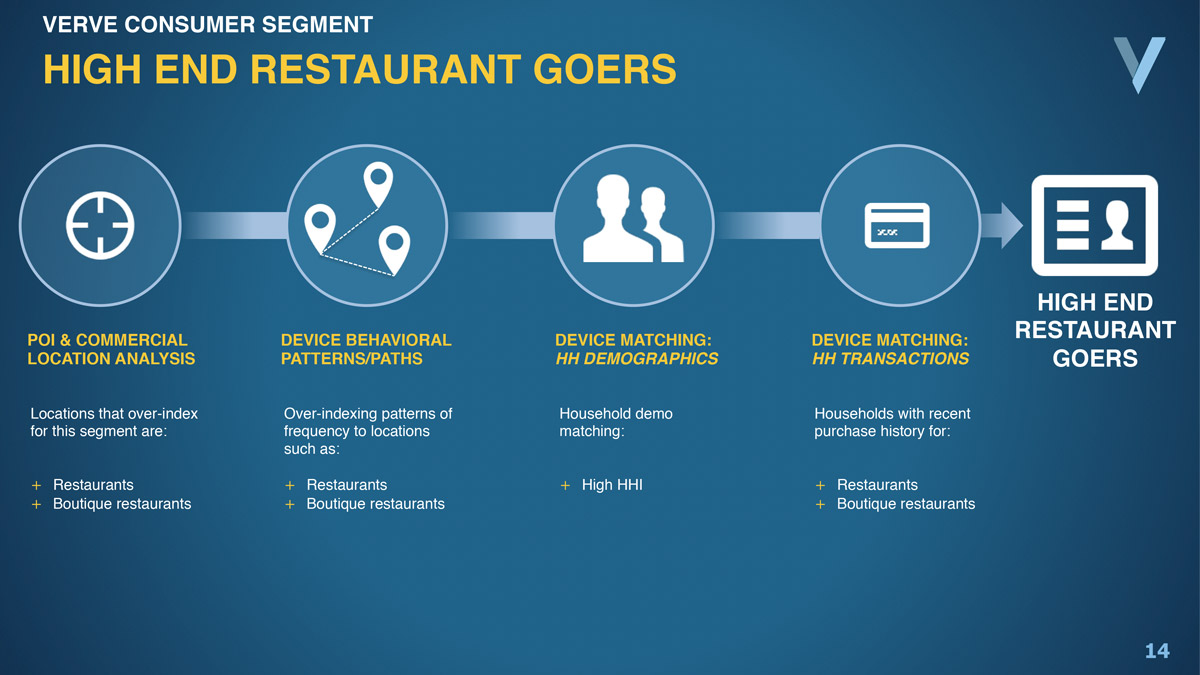 VERVE CONSUMER SEGMENT
HIGH END RESTAURANT GOERS
POI & COMMERCIAL
LOCATION ANALYSIS
Locations that over-index
for this segment are:
+ Restaurants
+ Boutique restaurants
DEVICE BEHAVIORAL
PATTERNS/PATHS
Over-indexing patterns of
frequency to locations
such as:
+ Restaurants
+ Boutique restaurants
DEVICE MATCHING:
HH DEMOGRAPHICS
Household demo
matching:
+ High HHI
DEVICE MATCHING:
HH TRANSACTIONS
Households with recent
purchase history for:
+ Restaurants
+ Boutique restaurants
HIGH END
RESTAURANT
GOERS
14